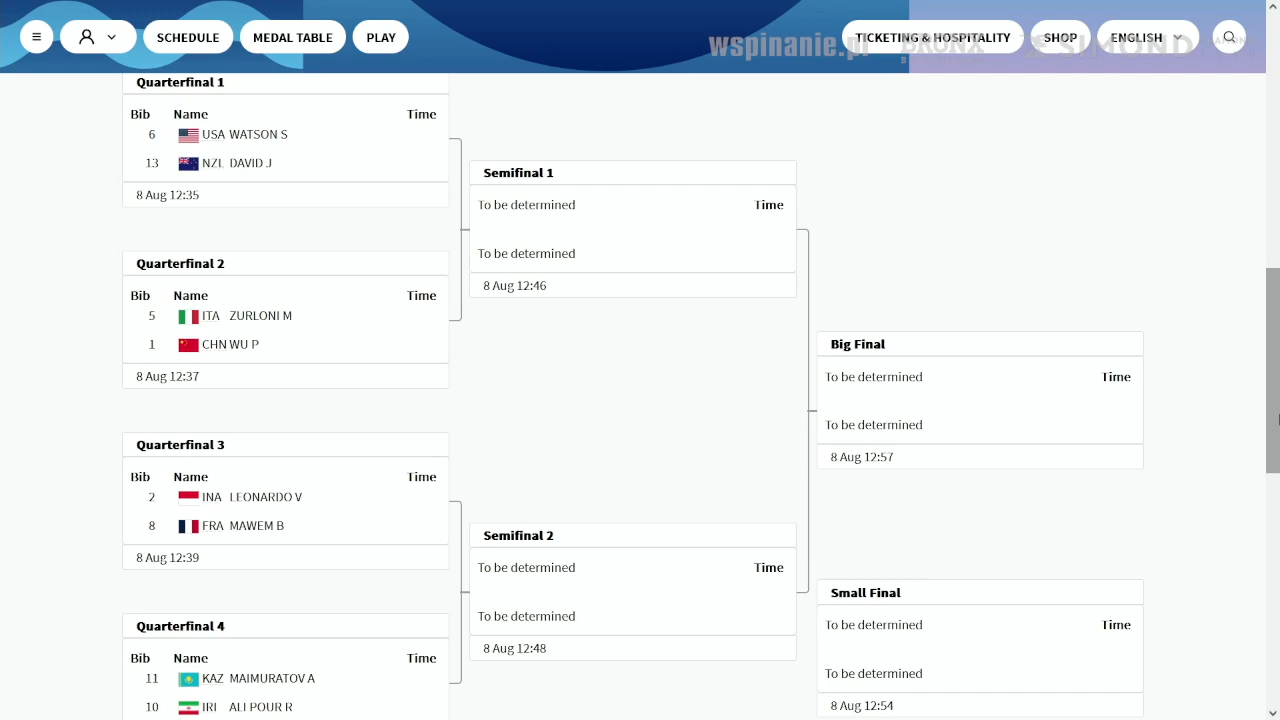 ☰
SCHEDULE
MEDAL TABLE
PLAY
TICKETING & HOSPITALITY
SHOP
ENGLISH
wspinanie.pl
BRONX
SIMOND
Quarterfinal 1
Bib Name Time
6 USA WATSON S
13 NZL DAVID J
8 Aug 12:35
Quarterfinal 2
Bib Name Time
5 ITA ZURLONI M
1 CHN WU P
8 Aug 12:37
Quarterfinal 3
Bib Name Time
2 INA LEONARDO V
8 FRA MAWEM B
8 Aug 12:39
Quarterfinal 4
Bib Name Time
11 KAZ MAIMURATOV A
10 IRI ALI POUR R
Semifinal 1
To be determined Time
To be determined
8 Aug 12:46
Semifinal 2
To be determined Time
To be determined
8 Aug 12:48
Big Final
To be determined Time
To be determined
8 Aug 12:57
Small Final
To be determined Time
To be determined
8 Aug 12:54